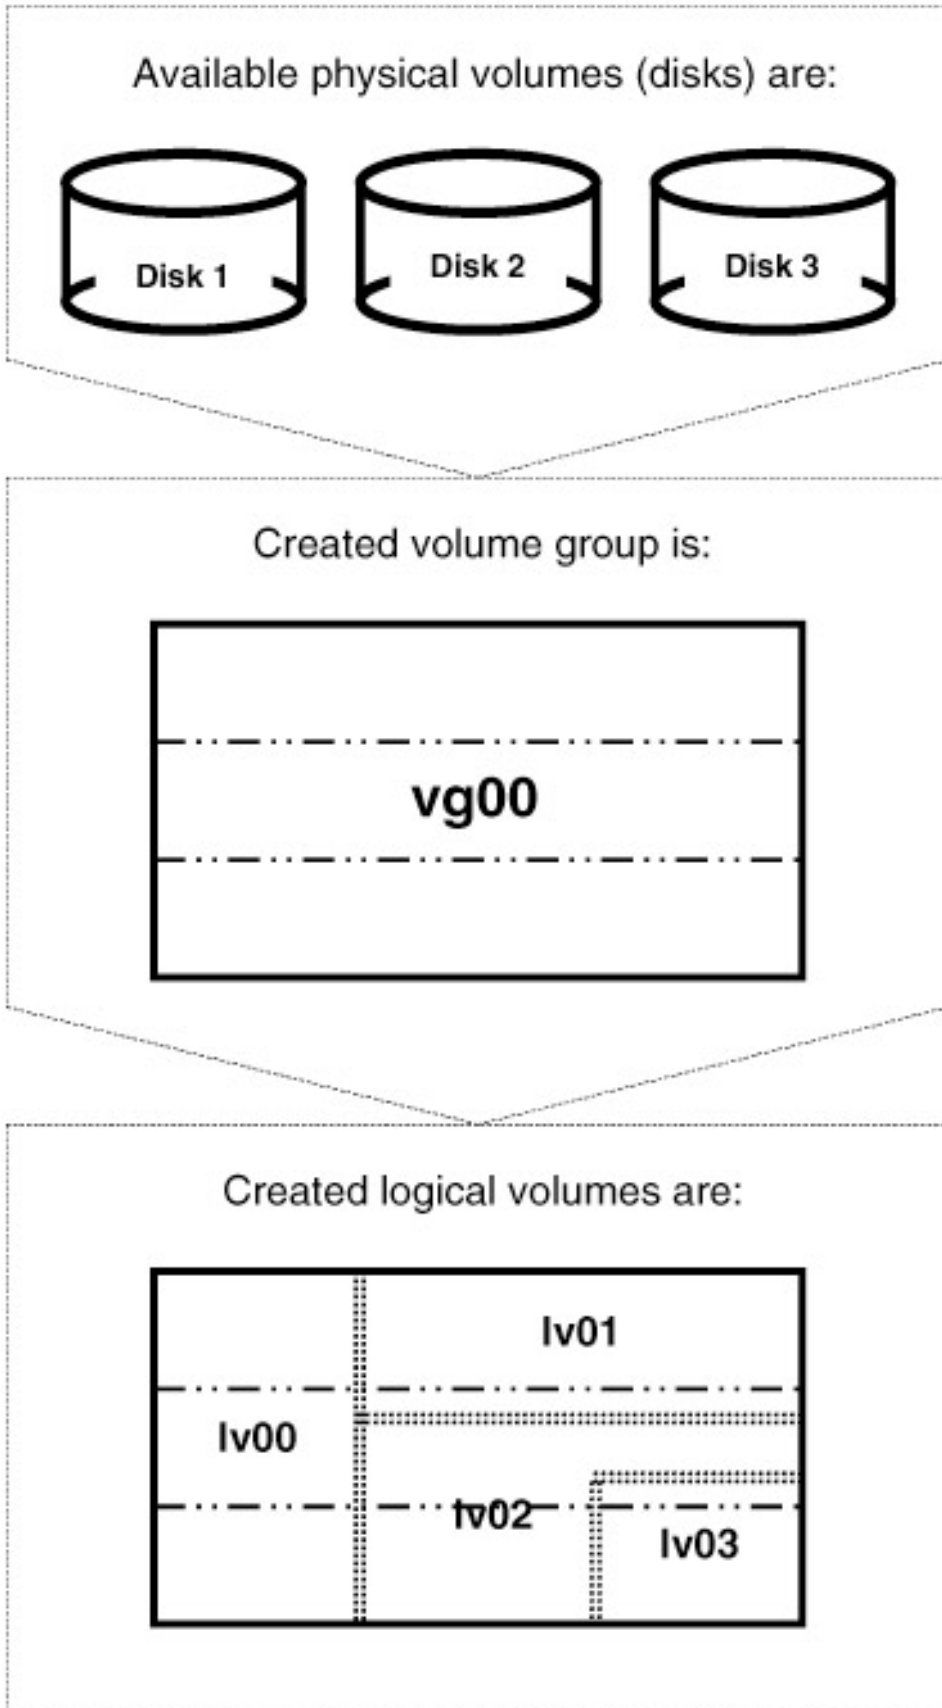 Available physical volumes (disks) are:
Disk 1
Disk 2
Disk 3
Created volume group is:
vg00
Created logical volumes are:
lv01
lv00
lv02
lv03